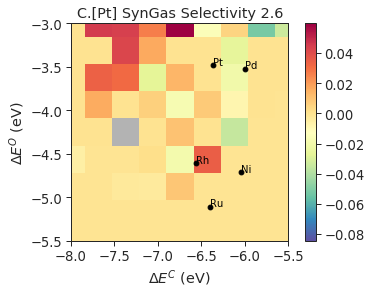 C.[Pt] SynGas Selectivity 2.6
−3.0
−3.5
−4.0
−4.5
−5.0
−5.5
ΔE^O (eV)
Pt
Pd
Rh
Ni
Ru
−8.0 −7.5 −7.0 −6.5 −6.0 −5.5
ΔE^C (eV)
0.04
0.02
0.00
−0.02
−0.04
−0.06
−0.08